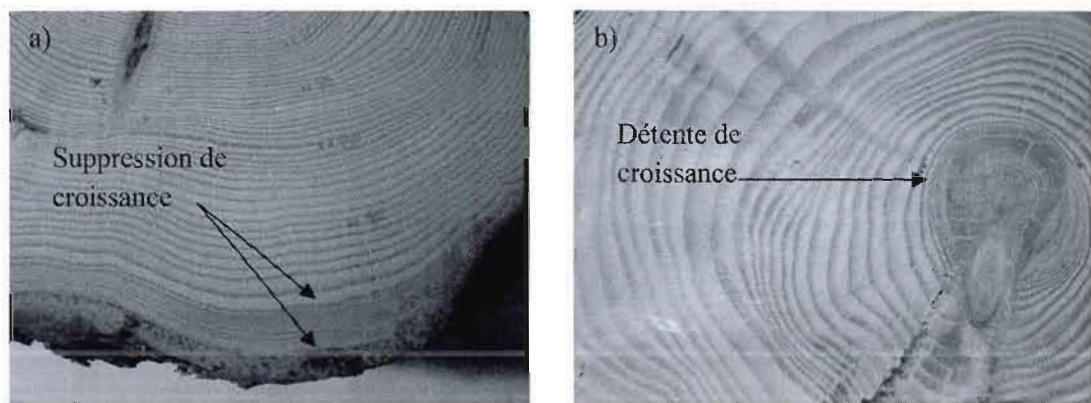 a)
Suppression de
croissance
b)
Détente de
croissance